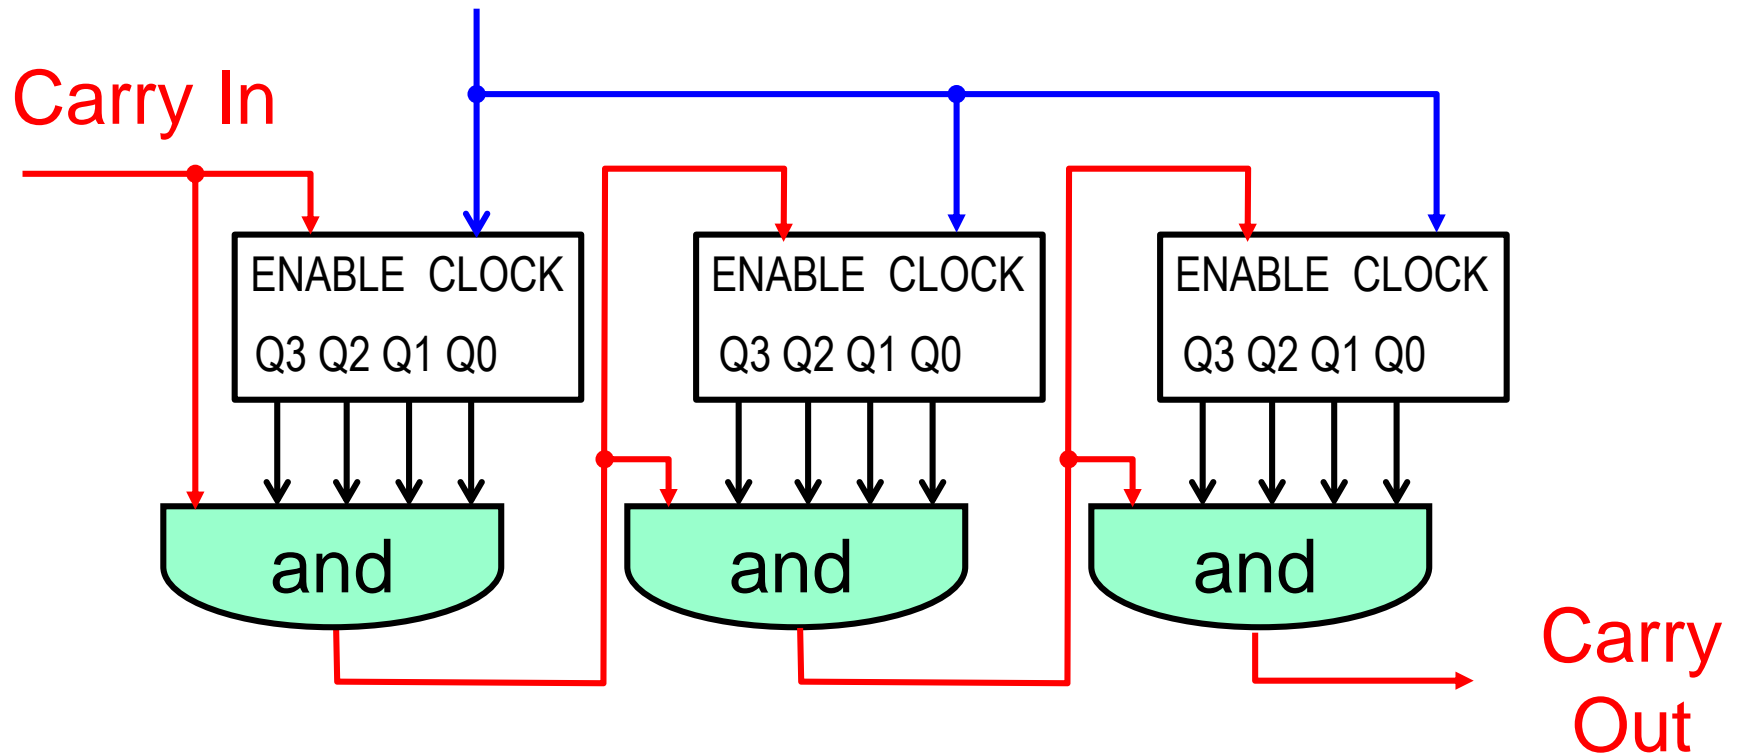 Carry In
ENABLE CLOCK
Q3 Q2 Q1 Q0
and
ENABLE CLOCK
Q3 Q2 Q1 Q0
and
ENABLE CLOCK
Q3 Q2 Q1 Q0
and
Carry
Out